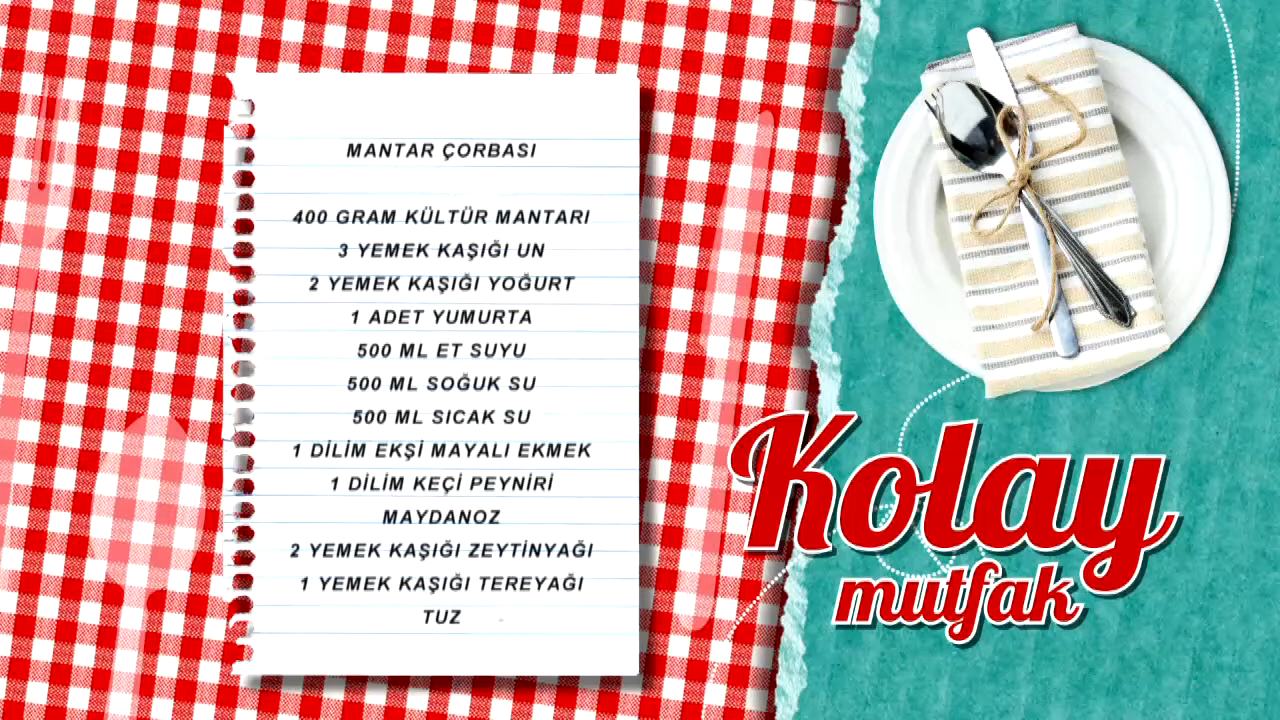 MANTAR ÇORBASI
400 GRAM KÜLTÜR MANTARI
3 YEMEK KAŞIĞI UN
2 YEMEK KAŞIĞI YOĞURT
1 ADET YUMURTA
500 ML ET SUYU
500 ML SOĞUK SU
500 ML SICAK SU
1 DİLİM EKŞİ MAYALI EKMEK
1 DİLİM KEÇİ PEYNİRİ
MAYDANOZ
2 YEMEK KAŞIĞI ZEYTİNYAĞI
1 YEMEK KAŞIĞI TEREYAĞI
TUZ
Kolay
mutfak